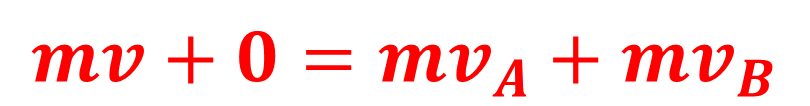 mv + 0 = mv_A + mv_B